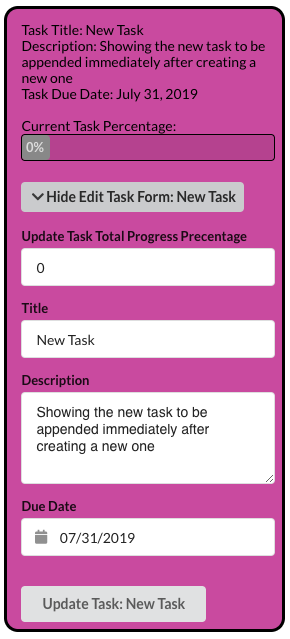 Task Title: New Task
Description: Showing the new task to be
appended immediately after creating a
new one
Task Due Date: July 31, 2019
Current Task Percentage:
0%
Hide Edit Task Form: New Task
Update Task Total Progress Precentage
0
Title
New Task
Description
Showing the new task to be
appended immediately after
creating a new one
Due Date
07/31/2019
Update Task: New Task